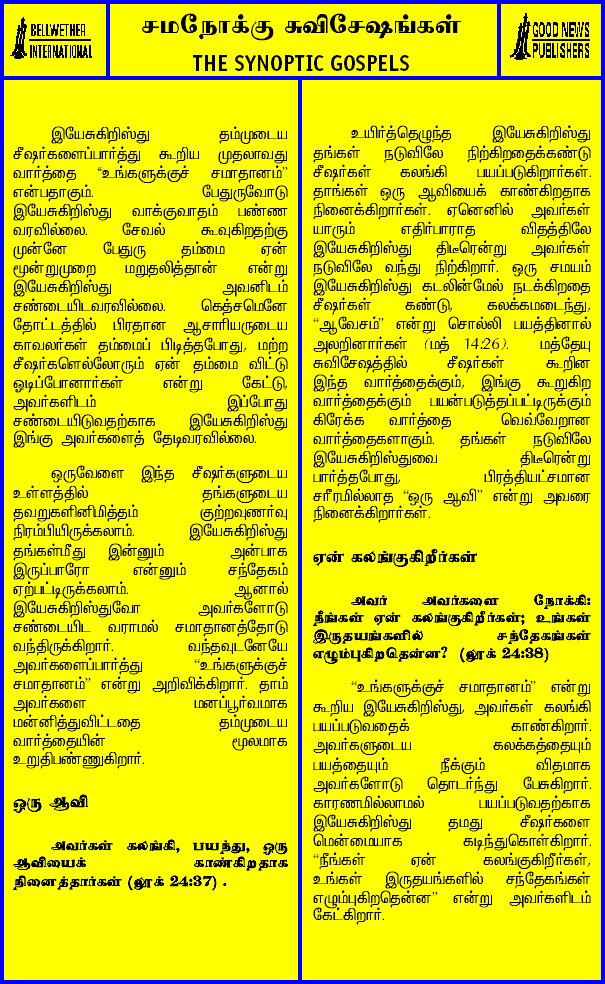 BELLWETHER
INTERNATIONAL
சமநோக்கு சுவிசேஷங்கள்
THE SYNOPTIC GOSPELS
GOOD NEWS
PUBLISHERS
இயேசுகிறிஸ்து தம்முடைய
சீஷர்களைப்பார்த்து கூறிய முதலாவது
வார்த்தை “உங்களுக்குச் சமாதானம்”
என்பதாகும். பேதுருவோடு
இயேசுகிறிஸ்து வாக்குவாதம் பண்ண
வரவில்லை. சேவல் கூவுகிறதற்கு
முன்னே பேதுரு தம்மை ஏன்
மூன்றுமுறை மறுதலித்தான் என்று
இயேசுகிறிஸ்து அவனிடம்
சண்டையிடவரவில்லை. கெத்சமெனே
தோட்டத்தில் பிரதான ஆசாரியருடைய
காவலர்கள் தம்மைப் பிடித்தபோது, மற்ற
சீஷர்களெல்லோரும் ஏன் தம்மை விட்டு
ஓடிப்போனார்கள் என்று கேட்டு,
அவர்களிடம் இப்போது
சண்டையிடுவதற்காக இயேசுகிறிஸ்து
இங்கு அவர்களைத் தேடிவரவில்லை.
ஒருவேளை இந்த சீஷர்களுடைய
உள்ளத்தில் தங்களுடைய
தவறுகளினிமித்தம் குற்றவுணர்வு
நிரம்பியிருக்கலாம். இயேசுகிறிஸ்து
தங்கள்மீது இன்னும் அன்பாக
இருப்பாரோ என்னும் சந்தேகம்
ஏற்பட்டிருக்கலாம். ஆனால்
இயேசுகிறிஸ்துவோ அவர்களோடு
சண்டையிட வராமல் சமாதானத்தோடு
வந்திருக்கிறார். வந்தவுடனேயே
அவர்களைப்பார்த்து “உங்களுக்குச்
சமாதானம்” என்று அறிவிக்கிறார். தாம்
அவர்களை மனப்பூர்வமாக
மன்னித்துவிட்டதை தம்முடைய
வார்த்தையின் மூலமாக
உறுதிபண்ணுகிறார்.
ஒரு ஆவி
அவர்கள் கலங்கி, பயந்து, ஒரு
ஆவியைக் காண்கிறதாக
நினைத்தார்கள் (லூக் 24:37) .
உயிர்த்தெழுந்த இயேசுகிறிஸ்து
தங்கள் நடுவிலே நிற்கிறதைக்கண்டு
சீஷர்கள் கலங்கி பயப்படுகிறார்கள்.
தாங்கள் ஒரு ஆவியைக் காண்கிறதாக
நினைக்கிறார்கள். ஏனெனில் அவர்கள்
யாரும் எதிர்பாராத விதத்திலே
இயேசுகிறிஸ்து திடீரென்று அவர்கள்
நடுவிலே வந்து நிற்கிறார். ஒரு சமயம்
இயேசுகிறிஸ்து கடலின்மேல் நடக்கிறதை
சீஷர்கள் கண்டு, கலக்கமடைந்து,
“ஆவேசம்” என்று சொல்லி பயத்தினால்
அலறினார்கள் (மத் 14:26). மத்தேயு
சுவிசேஷத்தில் சீஷர்கள் கூறின
இந்த வார்த்தைக்கும், இங்கு கூறுகிற
வார்த்தைக்கும் பயன்படுத்தப்பட்டிருக்கும்
கிரேக்க வார்த்தை வெவ்வேறான
வார்த்தைகளாகும். தங்கள் நடுவிலே
இயேசுகிறிஸ்துவை திடீரென்று
பார்த்தபோது, பிரத்தியட்சமான
சரீரமில்லாத “ஒரு ஆவி” என்று அவரை
நினைக்கிறார்கள்.
ஏன் கலங்குகிறீர்கள்
அவர் அவர்களை நோக்கி:
நீங்கள் ஏன் கலங்குகிறீர்கள்; உங்கள்
இருதயங்களில் சந்தேகங்கள்
எழும்புகிறதென்ன? (லூக் 24:38)
“உங்களுக்குச் சமாதானம்” என்று
கூறிய இயேசுகிறிஸ்து, அவர்கள் கலங்கி
பயப்படுவதைக் காண்கிறார்.
அவர்களுடைய கலக்கத்தையும்
பயத்தையும் நீக்கும் விதமாக
அவர்களோடு தொடர்ந்து பேசுகிறார்.
காரணமில்லாமல் பயப்படுவதற்காக
இயேசுகிறிஸ்து தமது சீஷர்களை
மென்மையாக கடிந்துகொள்கிறார்.
“நீங்கள் ஏன் கலங்குகிறீர்கள்,
உங்கள் இருதயங்களில் சந்தேகங்கள்
எழும்புகிறதென்ன” என்று அவர்களிடம்
கேட்கிறார்.